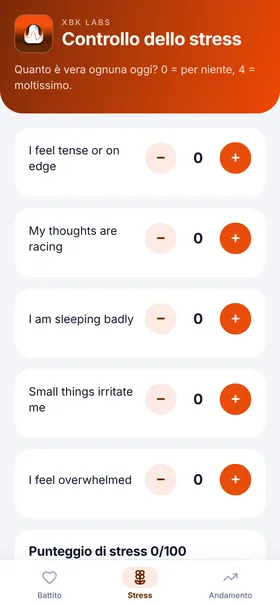 XBK LABS
Controllo dello stress
Quanto è vera ognuna oggi? 0 = per niente, 4 =
moltissimo.
I feel tense or on
edge
− 0 +
My thoughts are
racing
− 0 +
I am sleeping badly
− 0 +
Small things irritate
me
− 0 +
I feel overwhelmed
− 0 +
Punteggio di stress 0/100
Battito
Stress
Andamento